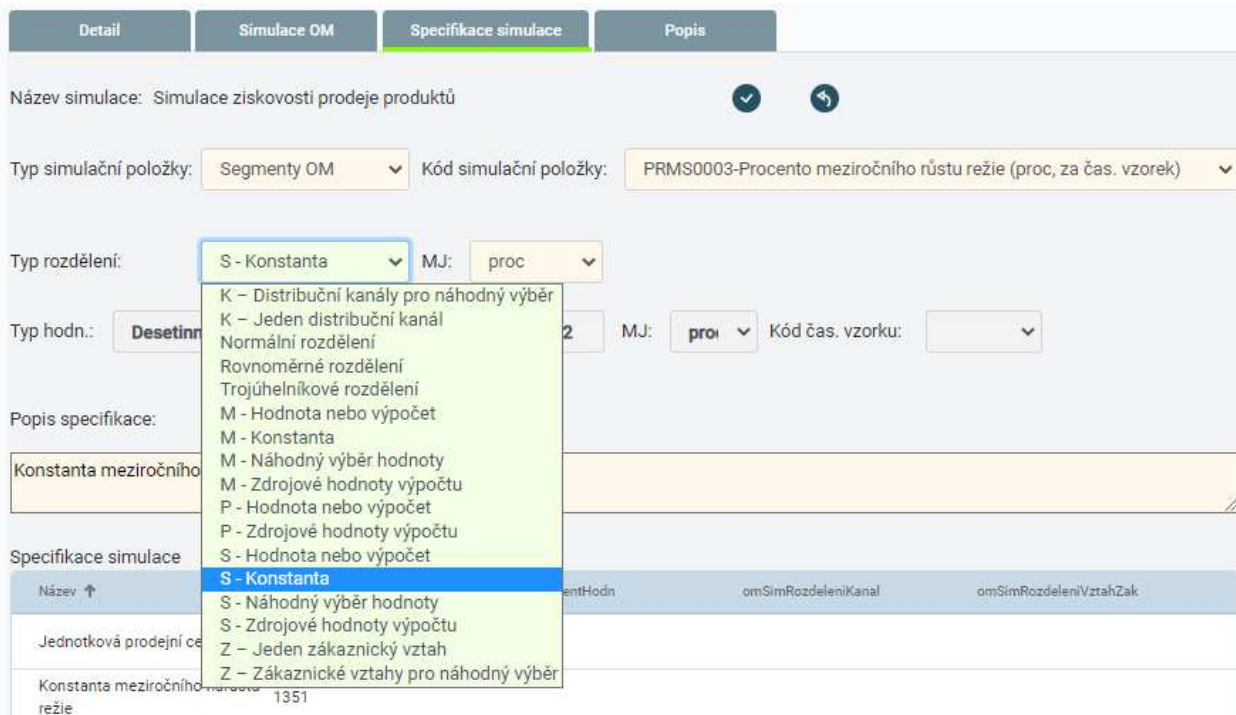 Detail Simulace OM Specifikace simulace Popis
Název simulace: Simulace ziskovosti prodeje produktů
Typ simulační položky: Segmenty OM Kód simulační položky: PRMS0003-Procento meziročního růstu režie (proc, za čas. vzorek)
Typ rozdělení: S - Konstanta MJ: proc
K – Distribuční kanály pro náhodný výběr
K – Jeden distribuční kanál
Typ hodn.: Desetinn 2 MJ: pro Kód čas. vzorku:
Normální rozdělení
Rovnoměrné rozdělení
Trojúhelníkové rozdělení
M - Hodnota nebo výpočet
Popis specifikace:
M - Konstanta
M - Náhodný výběr hodnoty
Konstanta meziročního
M - Zdrojové hodnoty výpočtu
P - Hodnota nebo výpočet
P - Zdrojové hodnoty výpočtu
S - Hodnota nebo výpočet
Specifikace simulace
S - Konstanta
Název ↑ entHodn omSimRozdeleniKanal omSimRozdeleniVztahZak
S - Náhodný výběr hodnoty
S - Zdrojové hodnoty výpočtu
Jednotková prodejní ce
Z – Jeden zákaznický vztah
Z – Zákaznické vztahy pro náhodný výběr
Konstanta meziročního nárůstu
režie 1351